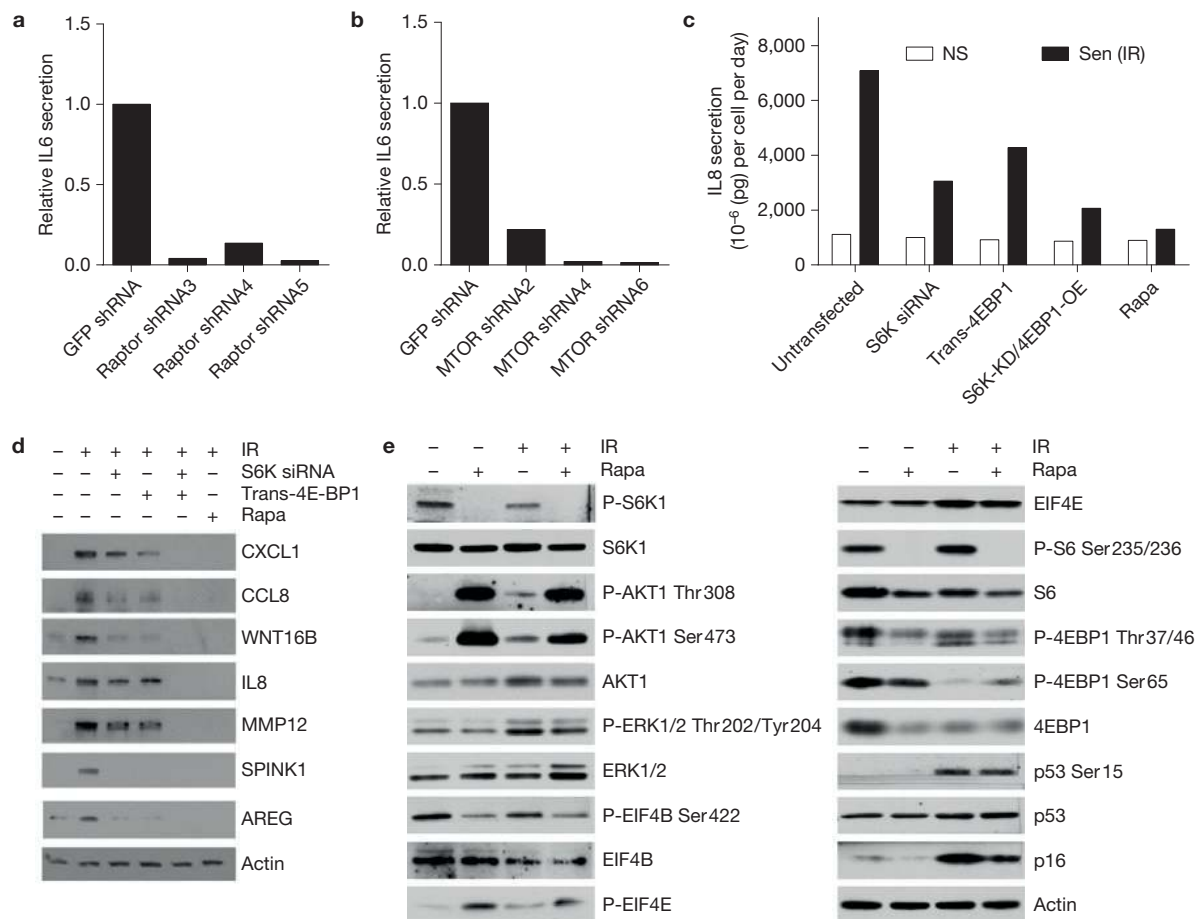 a
Relative IL6 secretion
1.5
1.0
0.5
0.0
GFP shRNA
Raptor shRNA3
Raptor shRNA4
Raptor shRNA5
b
Relative IL6 secretion
1.5
1.0
0.5
0.0
GFP shRNA
MTOR shRNA2
MTOR shRNA4
MTOR shRNA6
c
IL8 secretion
(10⁻⁶ (pg) per cell per day)
8,000
6,000
4,000
2,000
0
NS
Sen (IR)
Untransfected
S6K siRNA
Trans-4EBP1
S6K-KD/4EBP1-OE
Rapa
d
– + + + + + IR
– – + – + – S6K siRNA
– – – + + – Trans-4E-BP1
– – – – – + Rapa
CXCL1
CCL8
WNT16B
IL8
MMP12
SPINK1
AREG
Actin
e
– – + + IR
– + – + Rapa
P-S6K1
S6K1
P-AKT1 Thr308
P-AKT1 Ser473
AKT1
P-ERK1/2 Thr202/Tyr204
ERK1/2
P-EIF4B Ser422
EIF4B
P-EIF4E
– – + + IR
– + – + Rapa
EIF4E
P-S6 Ser235/236
S6
P-4EBP1 Thr37/46
P-4EBP1 Ser65
4EBP1
p53 Ser15
p53
p16
Actin